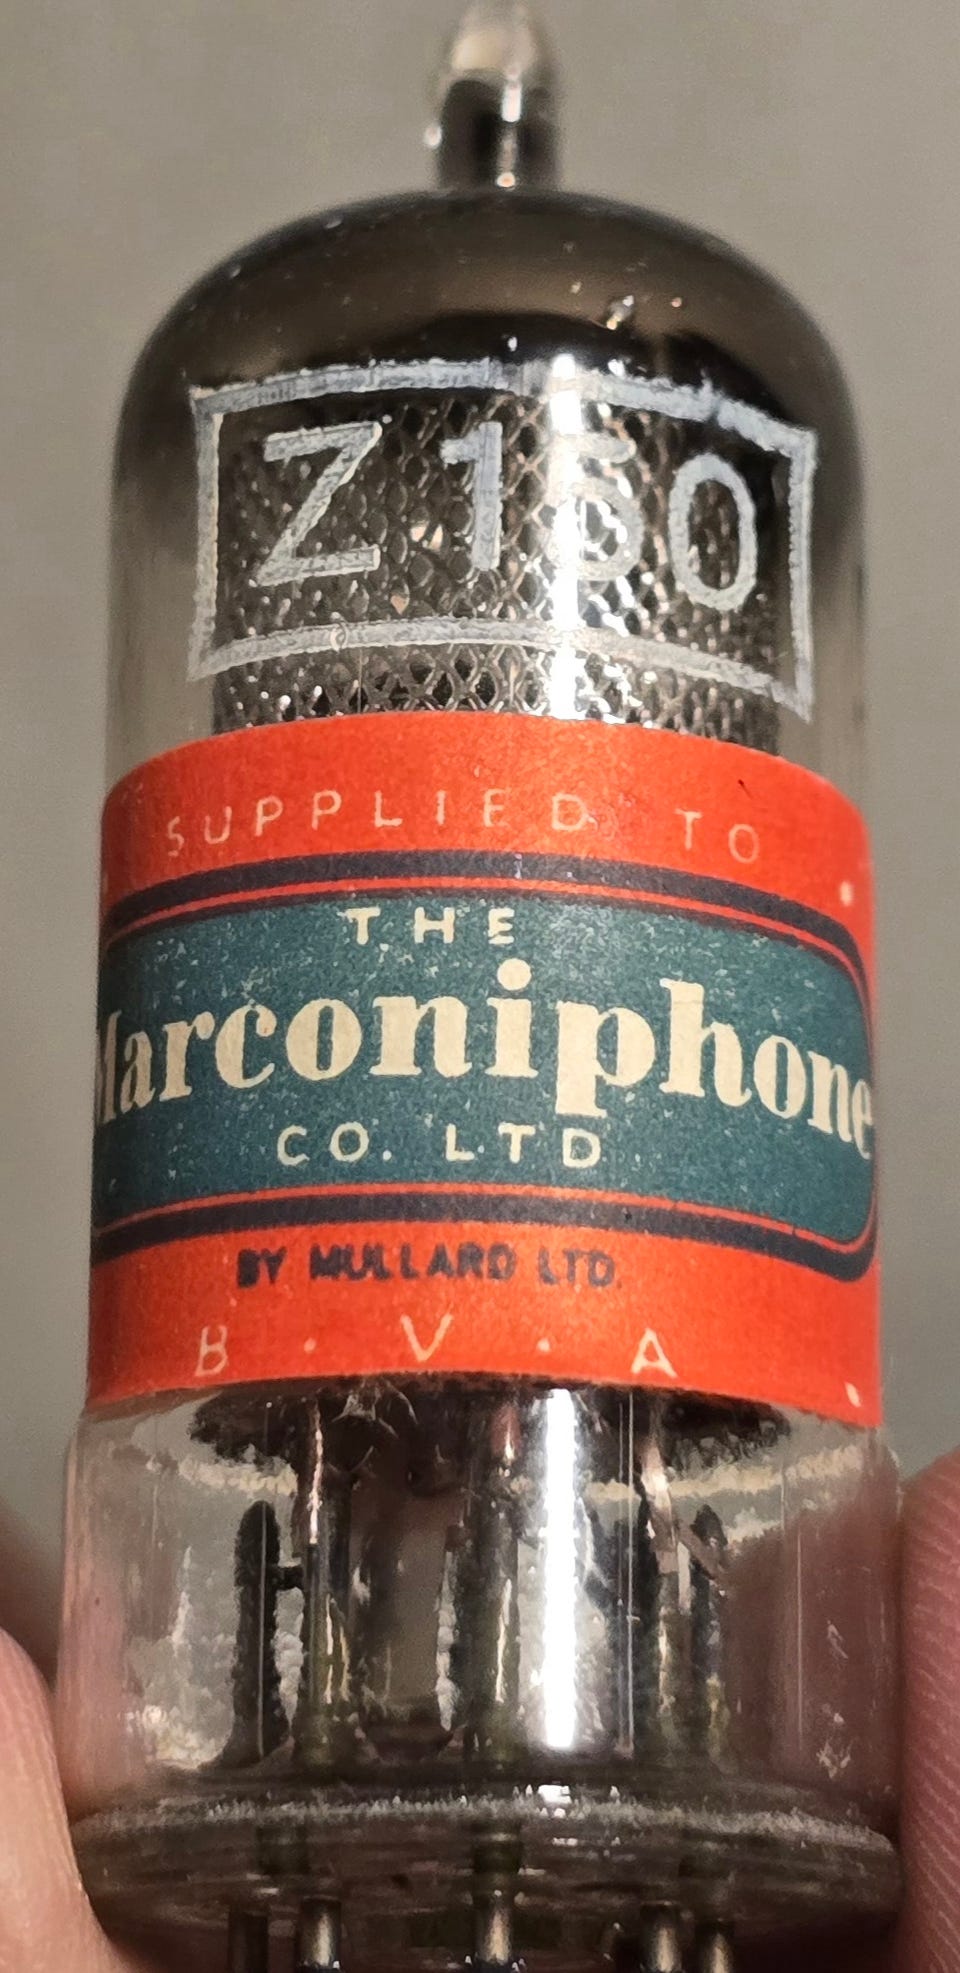 Z150
SUPPLIED TO
THE
Marconiphone
CO. LTD
BY MULLARD LTD.
B · V · A